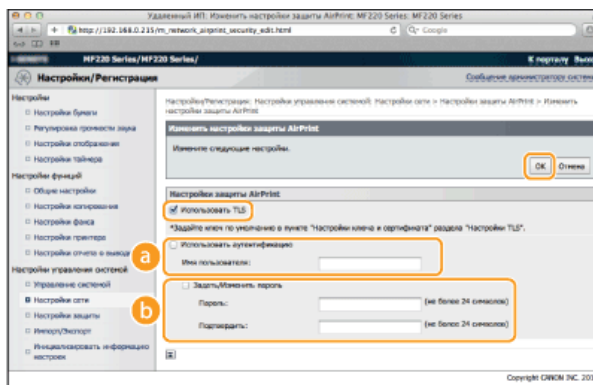 Удаленный ИП: Изменить настройки защиты AirPrint: MF220 Series: MF220 Series
http://192.168.0.215/m_network_airprint_security_edit.html
Google
MF220 Series/MF220 Series/
К порталу
Настройки/Регистрация
Сообщение администратору системы
Настройки
Настройки бумаги
Регулировка громкости звука
Настройки отображения
Настройки таймера
Настройки функций
Общие настройки
Настройки копирования
Настройки факса
Настройки принтера
Настройки отчета о выводе
Настройки управления системой
Управление системой
Настройки сети
Настройки защиты
Импорт/Экспорт
Инициализировать информацию
настроек
Настройки/Регистрация: Настройки управления системой: Настройки сети > Настройки защиты AirPrint > Изменить
настройки защиты AirPrint
Изменить настройки защиты AirPrint
Измените следующие настройки.
OK Отмена
Настройки защиты AirPrint
Использовать TLS
*Задайте ключ по умолчанию в пункте "Настройки ключа и сертификата" раздела "Настройки TLS".
a
Использовать аутентификацию
Имя пользователя:
b
Задать/Изменить пароль
Пароль: (не более 24 символов)
Подтвердить: (не более 24 символов)
Copyright CANON INC.